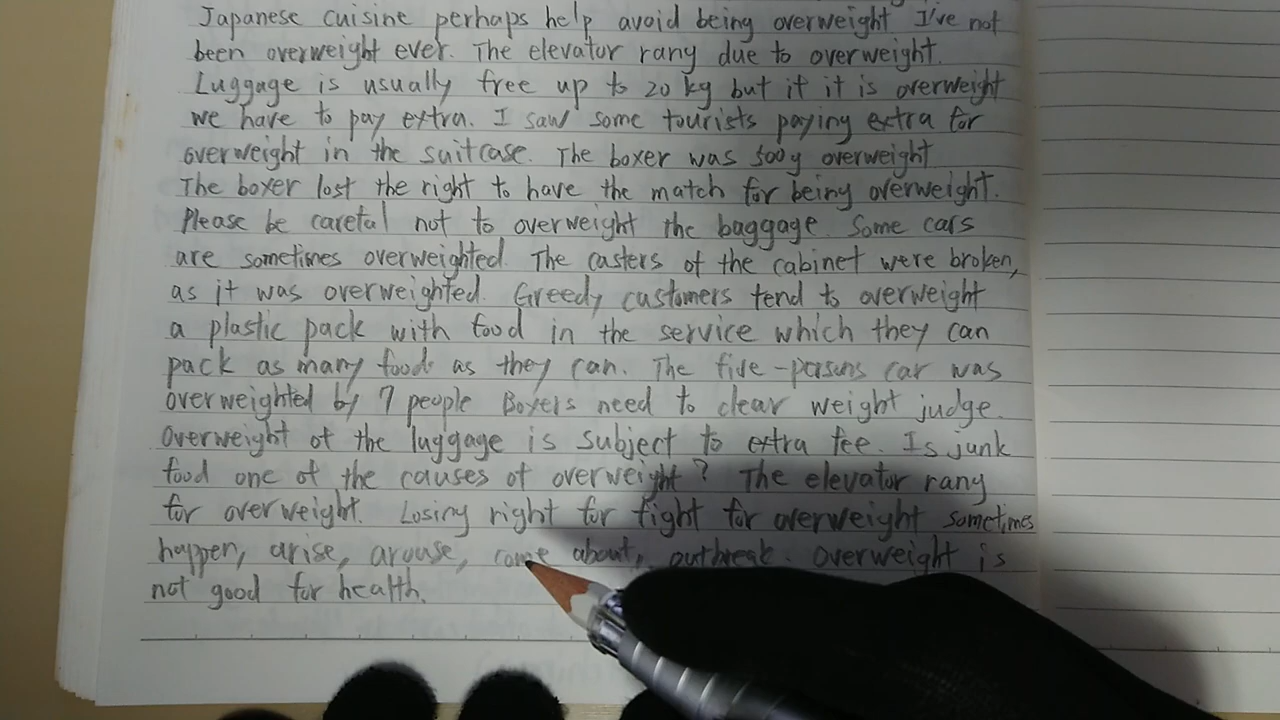 Japanese cuisine perhaps help avoid being overweight. I've not
been overweight ever. The elevator rang due to overweight.
Luggage is usually free up to 20 kg but if it is overweight
we have to pay extra. I saw some tourists paying extra for
overweight in the suitcase. The boxer was 500g overweight
The boxer lost the right to have the match for being overweight.
Please be careful not to overweight the baggage. Some cars
are sometimes overweighted. The casters of the cabinet were broken,
as it was overweighted. Greedy customers tend to overweight
a plastic pack with food in the service which they can
pack as many foods as they can. The five-persons car was
overweighted by 7 people Boxers need to clear weight judge.
Overweight of the luggage is subject to extra fee. Is junk
food one of the causes of overweight? The elevator rang
for overweight. Losing right for fight for overweight sometimes
happen, arise, arouse, come about, outbreak. Overweight is
not good for health.